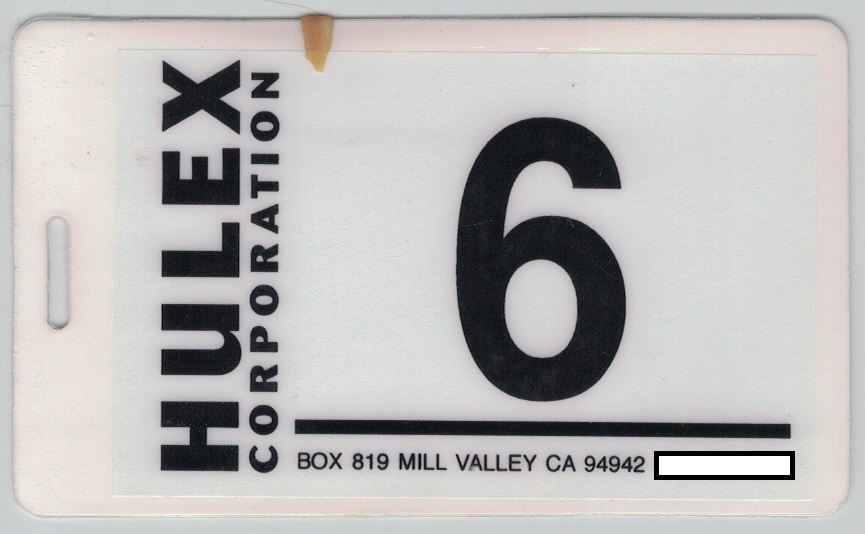 HuLEX
CORPORATION
6
BOX 819 MILL VALLEY CA 94942